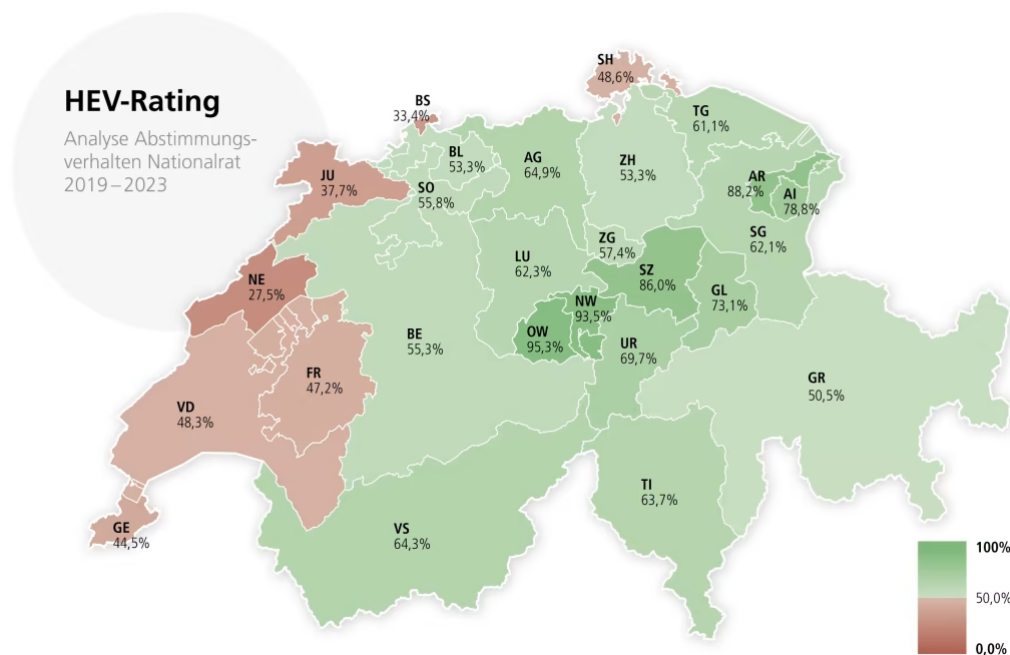 HEV-Rating
Analyse Abstimmungs-
verhalten Nationalrat
2019–2023
SH
48,6%
BS
33,4%
TG
61,1%
BL
53,3%
AG
64,9%
ZH
53,3%
JU
37,7%
SO
55,8%
AR
88,2%
AI
78,8%
SG
62,1%
ZG
57,4%
LU
62,3%
SZ
86,0%
NE
27,5%
GL
73,1%
NW
93,5%
OW
95,3%
BE
55,3%
UR
69,7%
FR
47,2%
GR
50,5%
VD
48,3%
TI
63,7%
GE
44,5%
VS
64,3%
100%
50,0%
0,0%